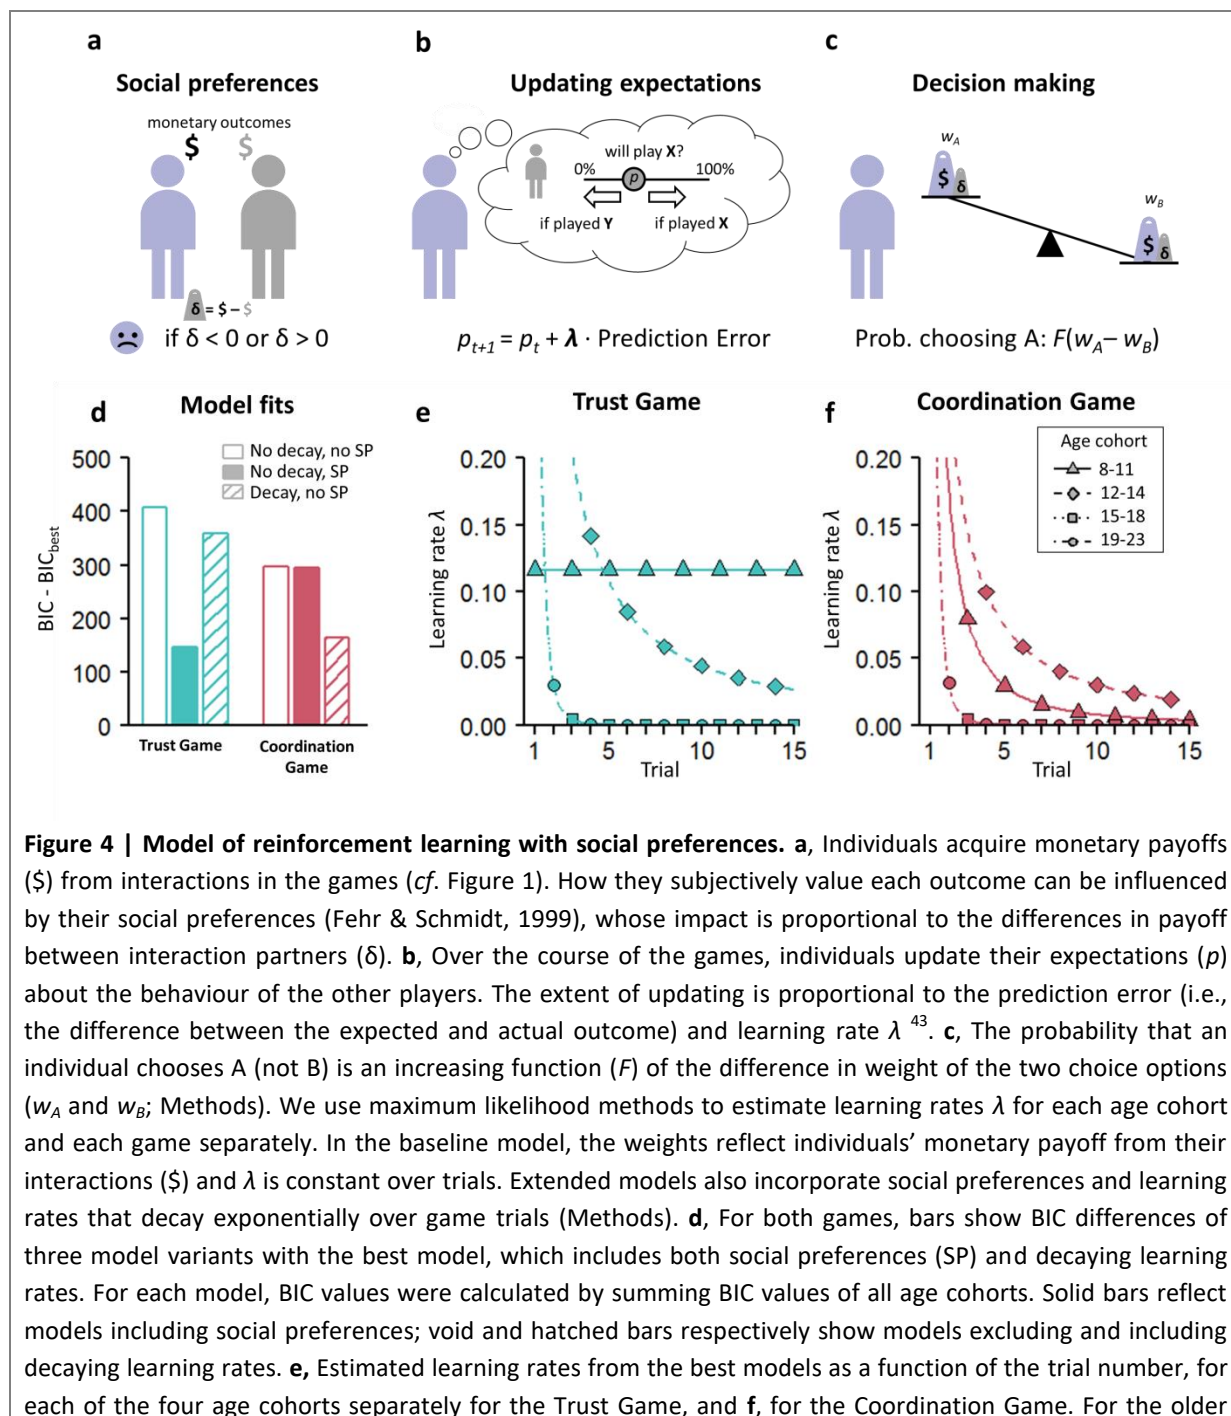 a
Social preferences
monetary outcomes
$ $
δ = $ – $
if δ < 0 or δ > 0
b
Updating expectations
will play X?
0% p 100%
if played Y if played X
pt+1 = pt + λ · Prediction Error
c
Decision making
wA
$ δ
wB
$ δ
Prob. choosing A: F(wA – wB)
d
Model fits
No decay, no SP
No decay, SP
Decay, no SP
BIC - BICbest
500
400
300
200
100
0
Trust Game
Coordination
Game
e
Trust Game
Learning rate λ
0.20
0.15
0.10
0.05
0.00
1 5 10 15
Trial
f
Coordination Game
Age cohort
8-11
12-14
15-18
19-23
Learning rate λ
0.20
0.15
0.10
0.05
0.00
1 5 10 15
Trial
Figure 4 | Model of reinforcement learning with social preferences. a, Individuals acquire monetary payoffs
($) from interactions in the games (cf. Figure 1). How they subjectively value each outcome can be influenced
by their social preferences (Fehr & Schmidt, 1999), whose impact is proportional to the differences in payoff
between interaction partners (δ). b, Over the course of the games, individuals update their expectations (p)
about the behaviour of the other players. The extent of updating is proportional to the prediction error (i.e.,
the difference between the expected and actual outcome) and learning rate λ 43. c, The probability that an
individual chooses A (not B) is an increasing function (F) of the difference in weight of the two choice options
(wA and wB; Methods). We use maximum likelihood methods to estimate learning rates λ for each age cohort
and each game separately. In the baseline model, the weights reflect individuals’ monetary payoff from their
interactions ($) and λ is constant over trials. Extended models also incorporate social preferences and learning
rates that decay exponentially over game trials (Methods). d, For both games, bars show BIC differences of
three model variants with the best model, which includes both social preferences (SP) and decaying learning
rates. For each model, BIC values were calculated by summing BIC values of all age cohorts. Solid bars reflect
models including social preferences; void and hatched bars respectively show models excluding and including
decaying learning rates. e, Estimated learning rates from the best models as a function of the trial number, for
each of the four age cohorts separately for the Trust Game, and f, for the Coordination Game. For the older